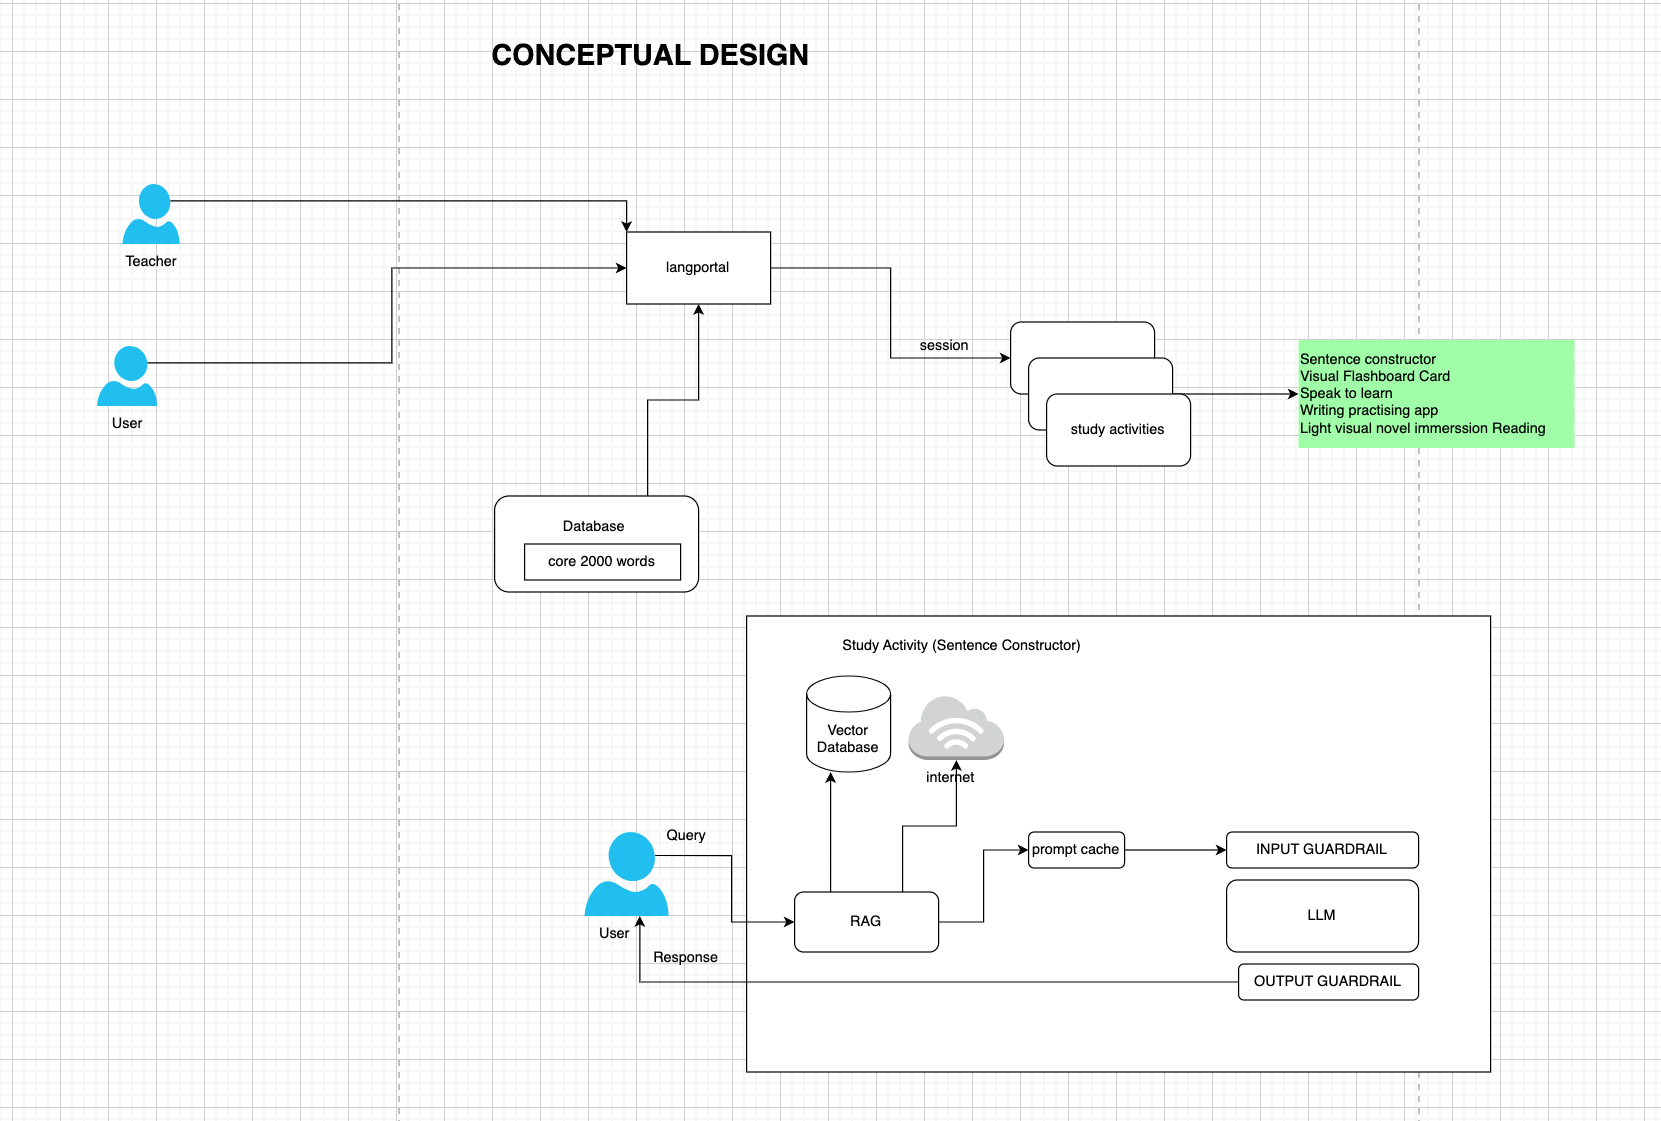 CONCEPTUAL DESIGN
Teacher
langportal
User
session
study activities
Sentence constructor
Visual Flashboard Card
Speak to learn
Writing practising app
Light visual novel immerssion Reading
Database
core 2000 words
Study Activity (Sentence Constructor)
Vector
Database
internet
Query
prompt cache
INPUT GUARDRAIL
RAG
LLM
User
Response
OUTPUT GUARDRAIL